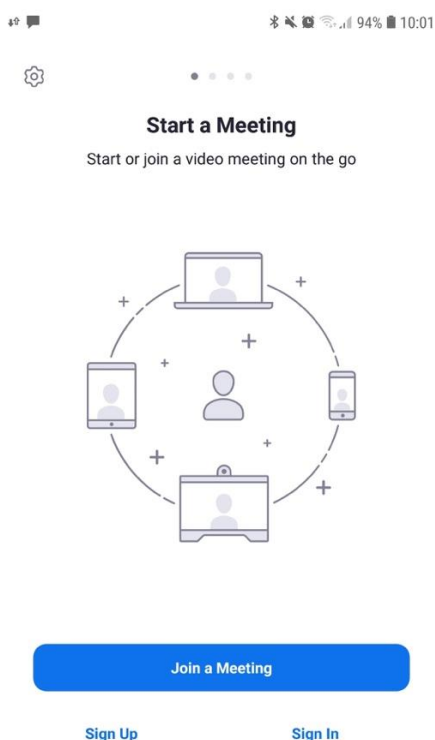 94% 10:01
Start a Meeting
Start or join a video meeting on the go
Join a Meeting
Sign Up Sign In